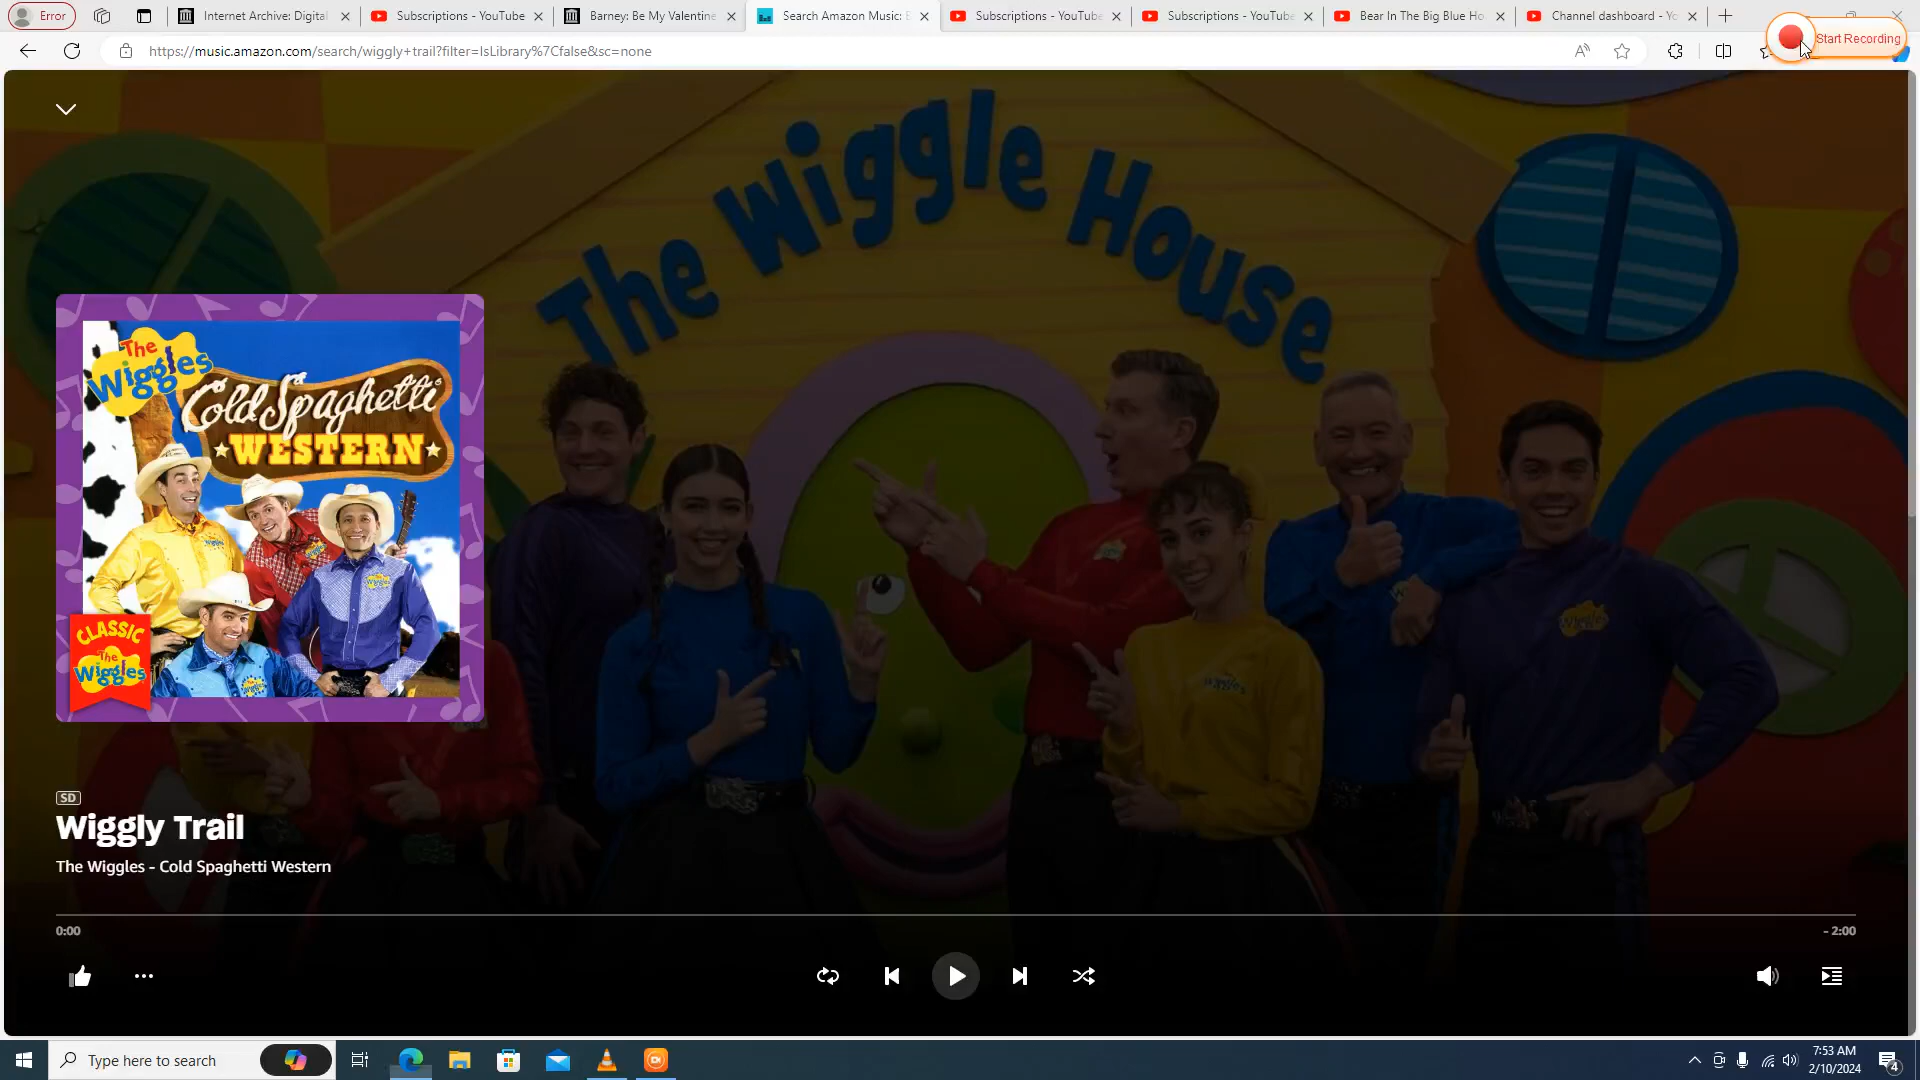 Error
Internet Archive: Digital
Subscriptions - YouTube
Barney: Be My Valentine
Search Amazon Music:
Subscriptions - YouTube
Subscriptions - YouTube
Bear In The Big Blue Ho
Channel dashboard - Yo
https://music.amazon.com/search/wiggly+trail?filter=IsLibrary%7Cfalse&sc=none
Start Recording
The Wiggle House
The Wiggles
Cold Spaghetti
WESTERN
CLASSIC
The Wiggles
SD
Wiggly Trail
The Wiggles - Cold Spaghetti Western
0:00
- 2:00
Type here to search
7:53 AM
2/10/2024
4